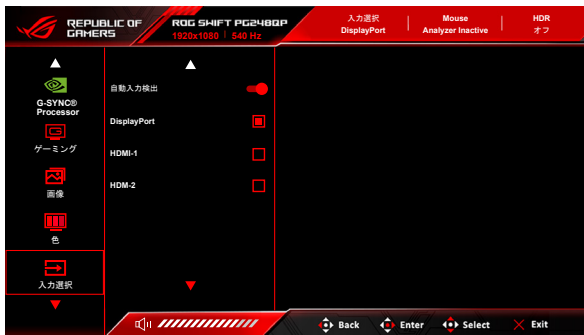 REPUBLIC OF
GAMERS
ROG SWIFT PG248QP
1920x1080 | 540 Hz
入力選択
DisplayPort
Mouse
Analyzer Inactive
HDR
オフ
G-SYNC®
Processor
ゲーミング
画像
色
入力選択
自動入力検出
DisplayPort
HDMI-1
HDM-2
Back
Enter
Select
Exit